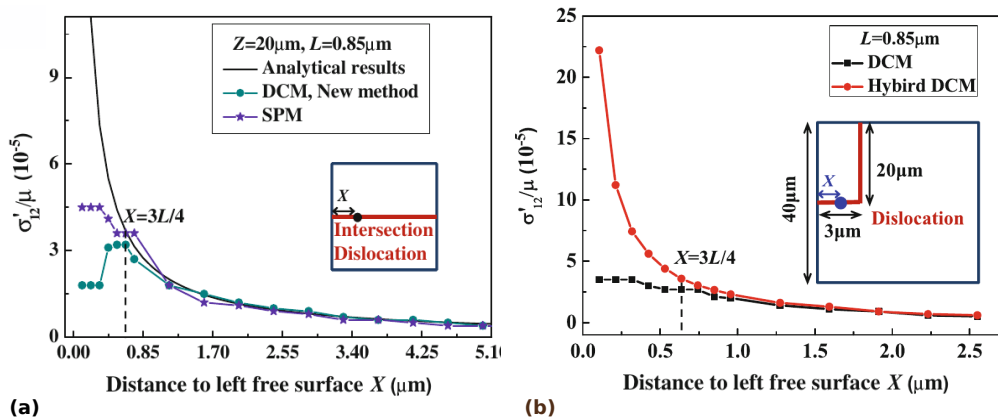 Z=20μm, L=0.85μm
Analytical results
DCM, New method
SPM
9
6
3
0
σ'12/μ (10-5)
X=3L/4
X
Intersection
Dislocation
0.00 0.85 1.70 2.55 3.40 4.25 5.10
Distance to left free surface X (μm)
(a)
L=0.85μm
DCM
Hybird DCM
25
20
15
10
5
0
σ'12/μ (10-5)
40μm
20μm
X
3μm
Dislocation
X=3L/4
0.0 0.5 1.0 1.5 2.0 2.5
Distance to left free surface X (μm)
(b)